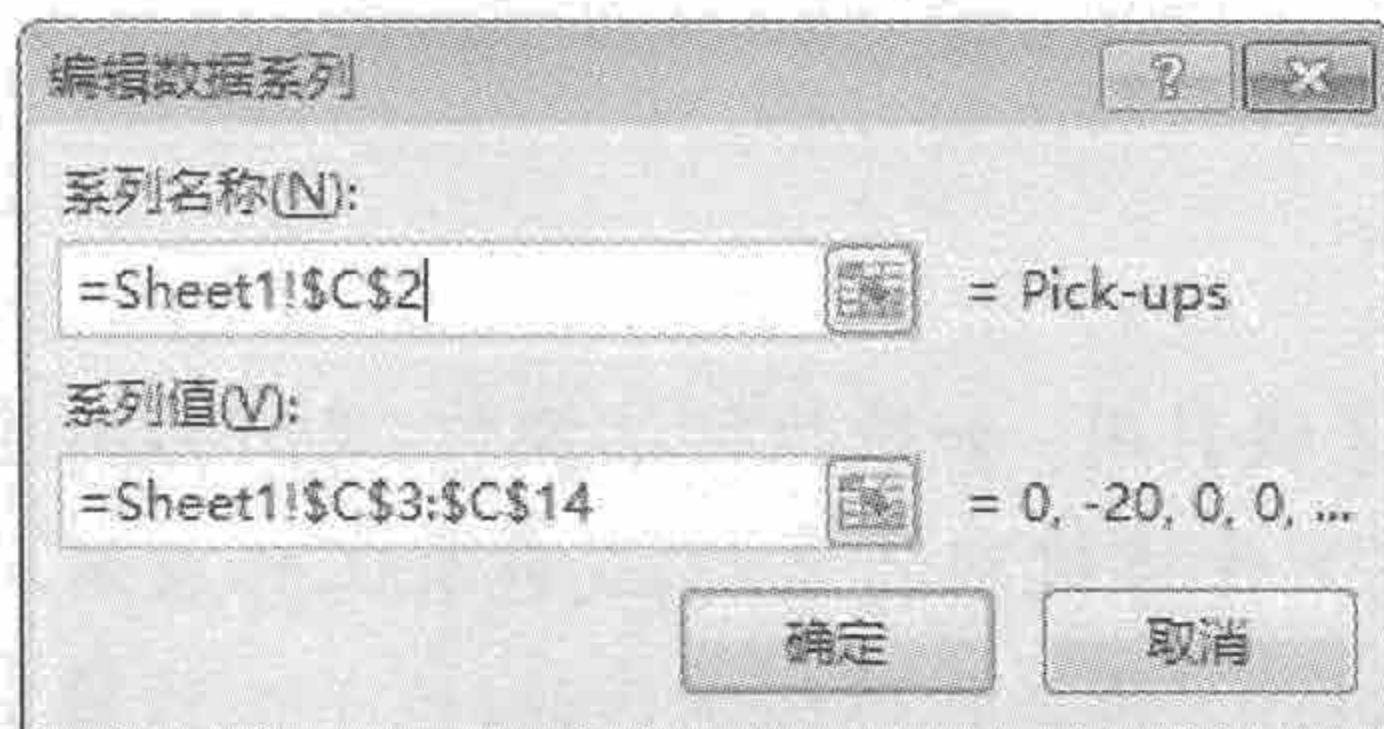 编辑数据系列
系列名称(N):
=Sheet1!$C$2 = Pick-ups
系列值(V):
=Sheet1!$C$3:$C$14 = 0, -20, 0, 0, ...
确定 取消